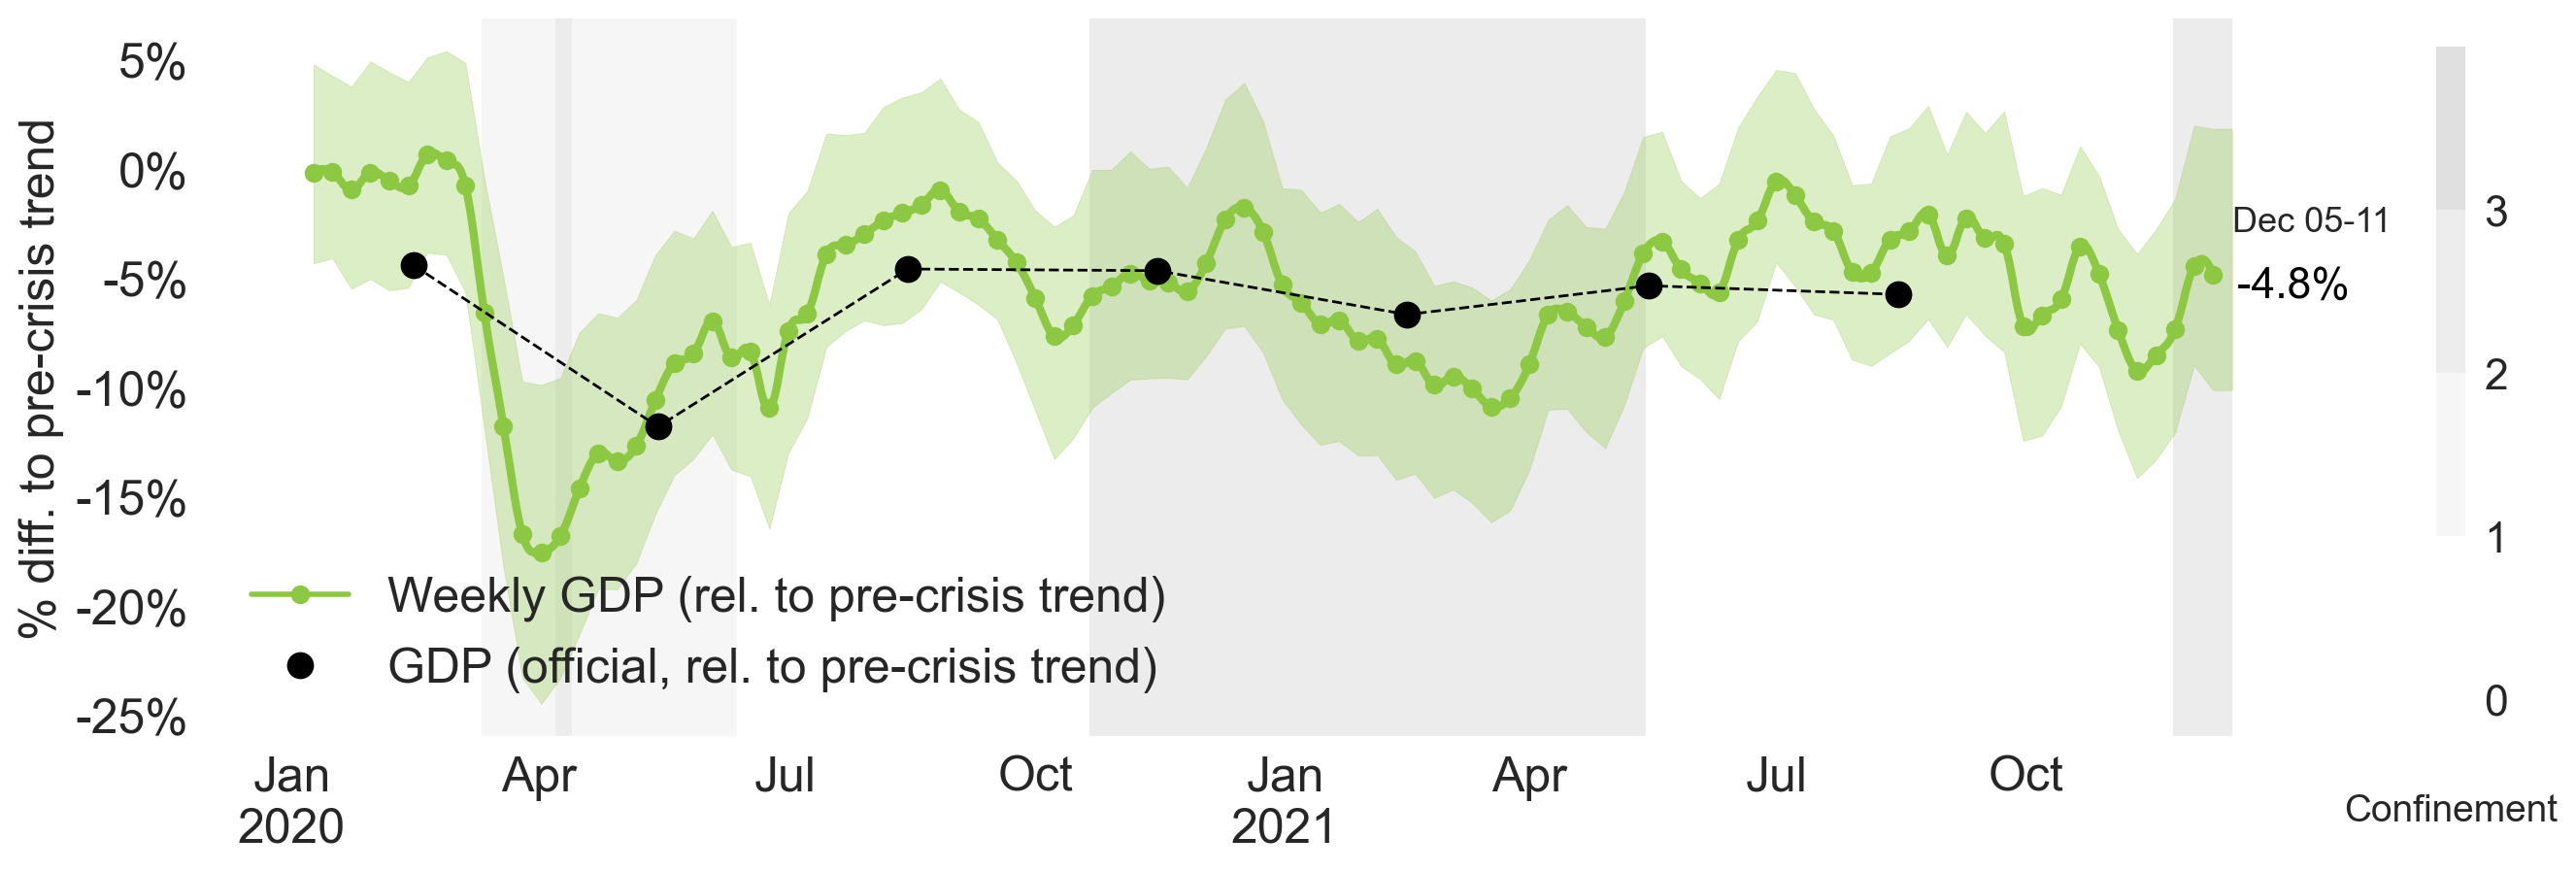 % diff. to pre-crisis trend
5%
0%
-5%
-10%
-15%
-20%
-25%
Dec 05-11
-4.8%
Weekly GDP (rel. to pre-crisis trend)
GDP (official, rel. to pre-crisis trend)
Jan Apr Jul Oct Jan Apr Jul Oct
2020 2021
3
2
1
0
Confinement